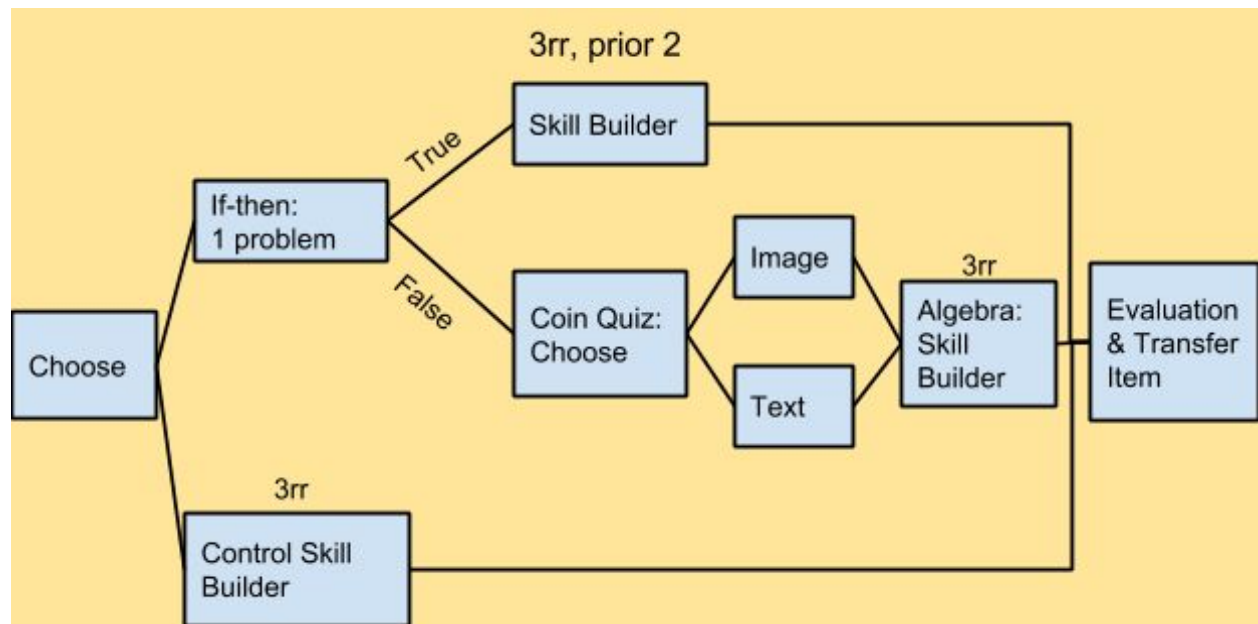 3rr, prior 2
Skill Builder
True
If-then:
1 problem
False
Image
Coin Quiz:
Choose
3rr
Algebra:
Skill
Builder
Evaluation
& Transfer
Item
Choose
Text
3rr
Control Skill
Builder